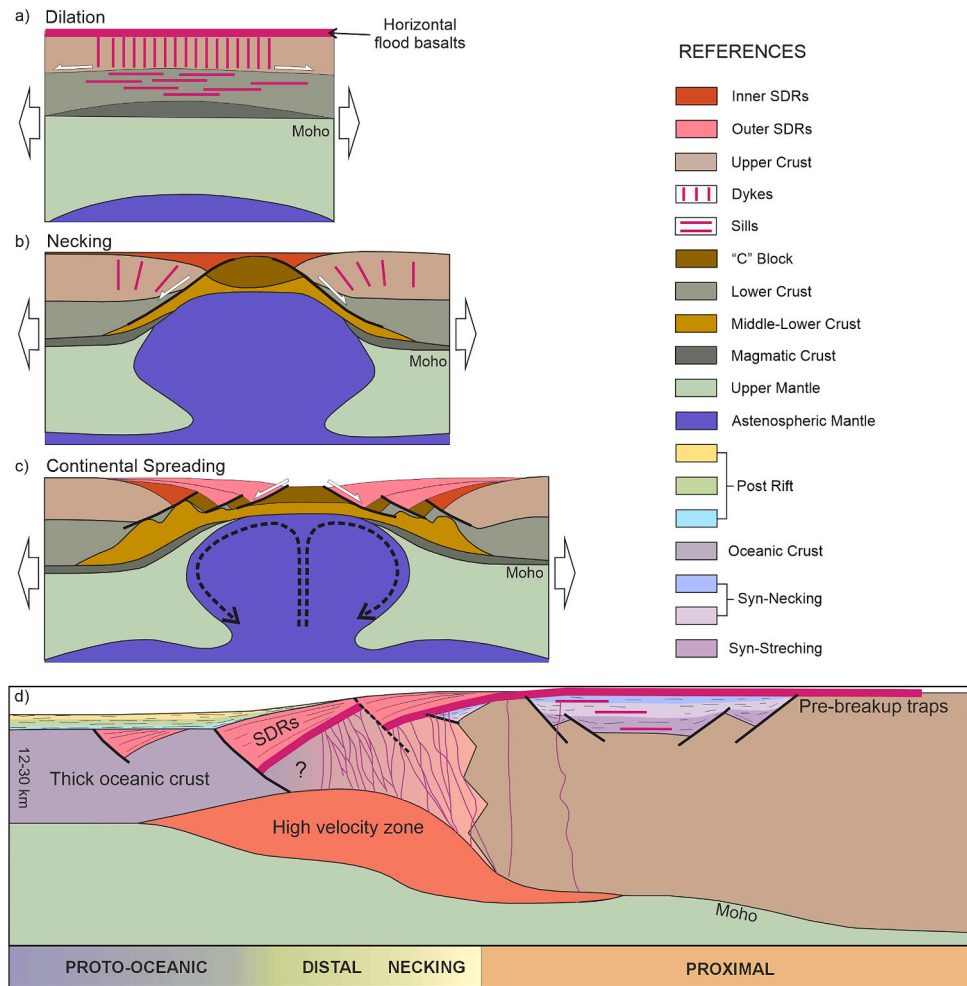 a) Dilation
Horizontal
flood basalts
Moho
b) Necking
Moho
c) Continental Spreading
Moho
REFERENCES
Inner SDRs
Outer SDRs
Upper Crust
Dykes
Sills
“C” Block
Lower Crust
Middle-Lower Crust
Magmatic Crust
Upper Mantle
Astenospheric Mantle
Post Rift
Oceanic Crust
Syn-Necking
Syn-Streching
d)
Pre-breakup traps
SDRs
?
Thick oceanic crust
12-30 km
High velocity zone
Moho
PROTO-OCEANIC DISTAL NECKING PROXIMAL